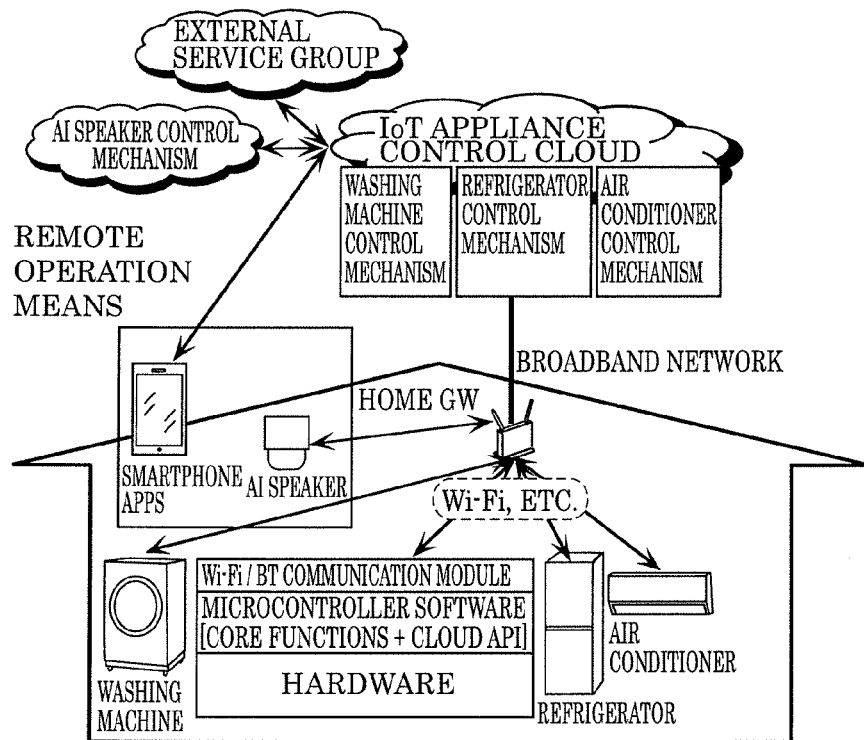 EXTERNAL
SERVICE GROUP
AI SPEAKER CONTROL
MECHANISM
IoT APPLIANCE
CONTROL CLOUD
WASHING
MACHINE
CONTROL
MECHANISM
REFRIGERATOR
CONTROL
MECHANISM
AIR
CONDITIONER
CONTROL
MECHANISM
REMOTE
OPERATION
MEANS
BROADBAND NETWORK
HOME GW
SMARTPHONE
APPS
AI SPEAKER
Wi-Fi, ETC.
Wi-Fi / BT COMMUNICATION MODULE
MICROCONTROLLER SOFTWARE
[CORE FUNCTIONS + CLOUD API]
HARDWARE
WASHING
MACHINE
REFRIGERATOR
AIR
CONDITIONER